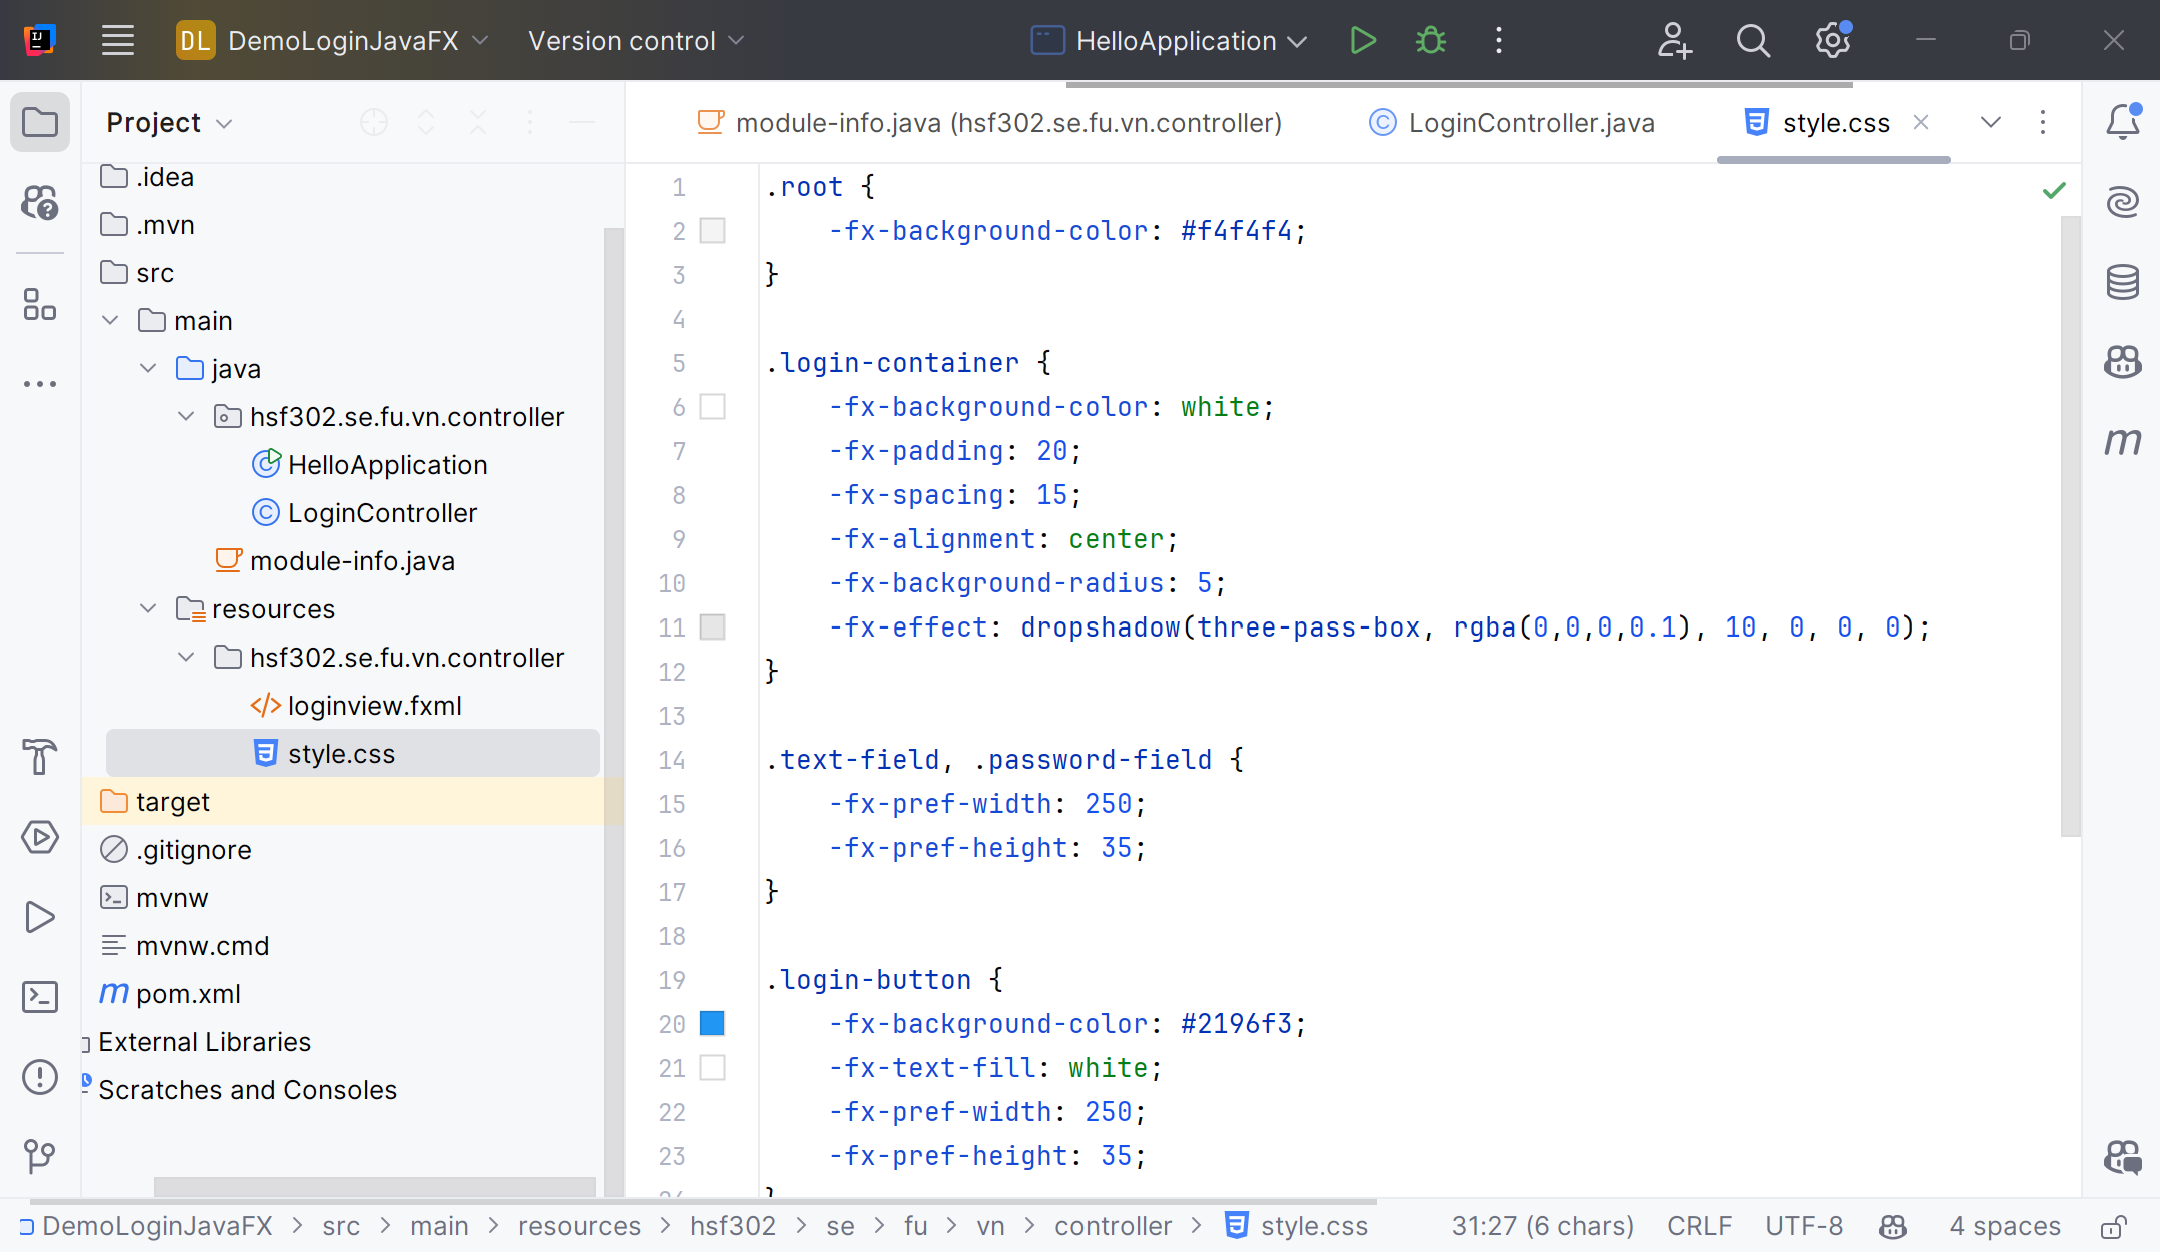 DL DemoLoginJavaFX Version control HelloApplication
Project
module-info.java (hsf302.se.fu.vn.controller) LoginController.java style.css
.idea
.mvn
src
main
java
hsf302.se.fu.vn.controller
HelloApplication
LoginController
module-info.java
resources
hsf302.se.fu.vn.controller
loginview.fxml
style.css
target
.gitignore
mvnw
mvnw.cmd
pom.xml
External Libraries
Scratches and Consoles
1 .root {
2 -fx-background-color: #f4f4f4;
3 }
4
5 .login-container {
6 -fx-background-color: white;
7 -fx-padding: 20;
8 -fx-spacing: 15;
9 -fx-alignment: center;
10 -fx-background-radius: 5;
11 -fx-effect: dropshadow(three-pass-box, rgba(0,0,0,0.1), 10, 0, 0, 0);
12 }
13
14 .text-field, .password-field {
15 -fx-pref-width: 250;
16 -fx-pref-height: 35;
17 }
18
19 .login-button {
20 -fx-background-color: #2196f3;
21 -fx-text-fill: white;
22 -fx-pref-width: 250;
23 -fx-pref-height: 35;
DemoLoginJavaFX > src > main > resources > hsf302 > se > fu > vn > controller > style.css 31:27 (6 chars) CRLF UTF-8 4 spaces